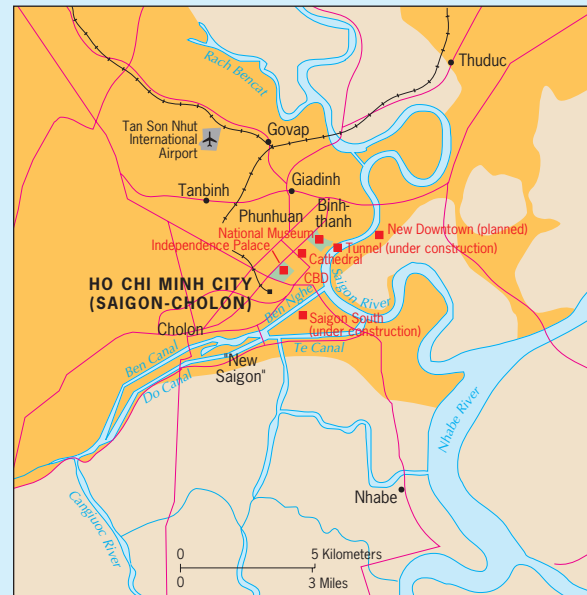 Rach Bencat
Thuduc
Tan Son Nhut
International
Airport
Govap
Tanbinh
Giadinh
Phunhuan
Binh-
thanh
National Museum
New Downtown (planned)
Independence Palace
Tunnel (under construction)
Cathedral
CBD
HO CHI MINH CITY
(SAIGON-CHOLON)
Ben Nghe
Saigon River
Saigon South
(under construction)
Cholon
Ben Canal
Te Canal
"New
Saigon"
Do Canal
Nhabe River
Nhabe
Cangiuoc River
0 5 Kilometers
0 3 Miles